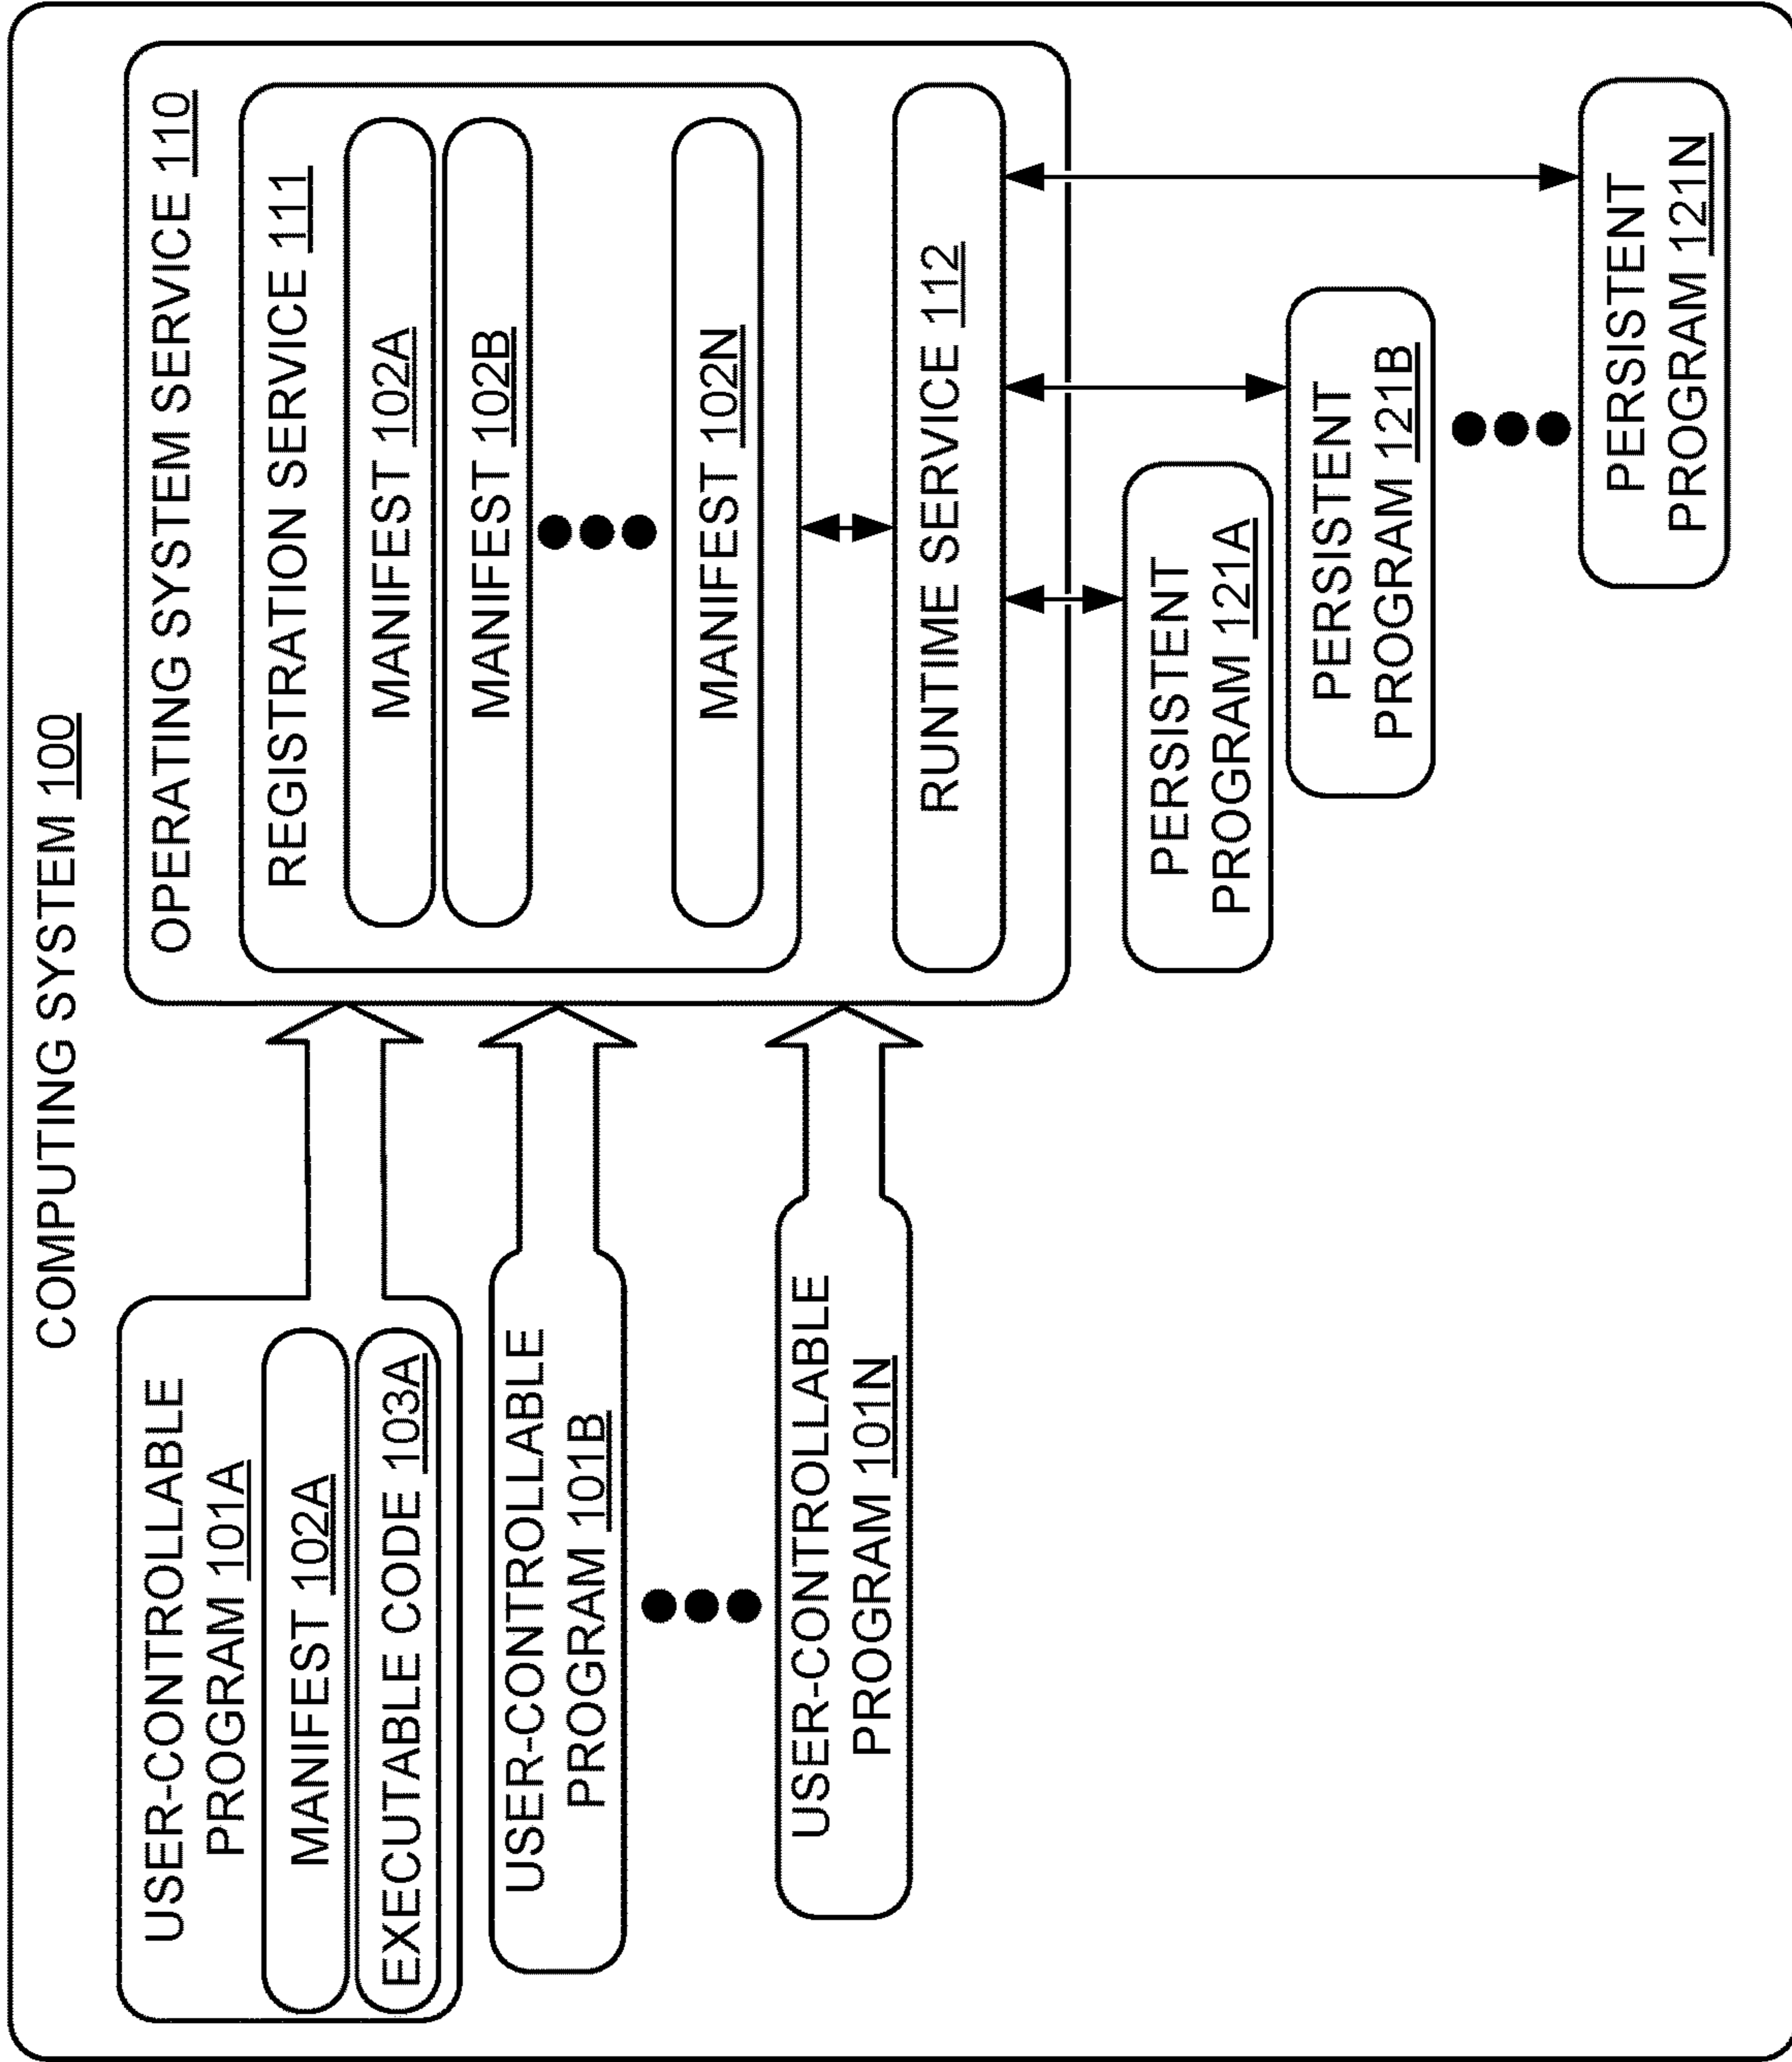 COMPUTING SYSTEM 100
USER-CONTROLLABLE
PROGRAM 101A
MANIFEST 102A
EXECUTABLE CODE 103A
USER-CONTROLLABLE
PROGRAM 101B
USER-CONTROLLABLE
PROGRAM 101N
OPERATING SYSTEM SERVICE 110
REGISTRATION SERVICE 111
MANIFEST 102A
MANIFEST 102B
MANIFEST 102N
RUNTIME SERVICE 112
PERSISTENT
PROGRAM 121A
PERSISTENT
PROGRAM 121B
PERSISTENT
PROGRAM 121N